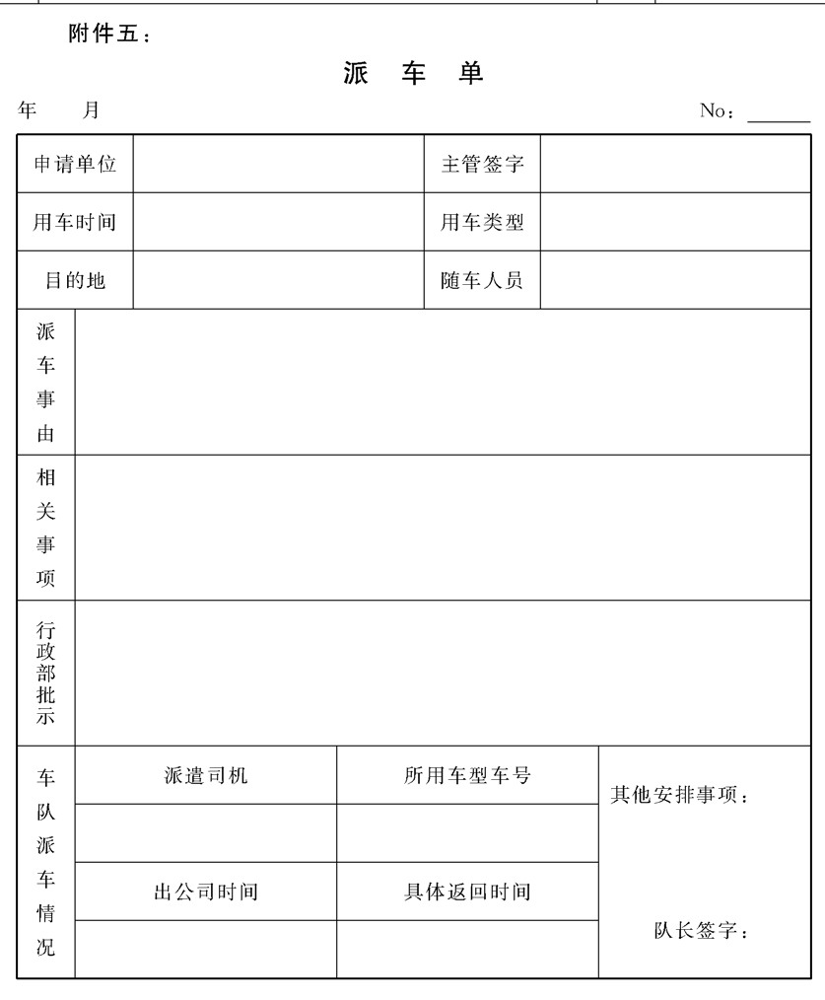 附件五：
派 车 单
年 月 No：______
申请单位 主管签字
用车时间 用车类型
目的地 随车人员
派车事由
相关事项
行政部批示
车队派车情况
派遣司机 所用车型车号
其他安排事项：
出公司时间 具体返回时间
队长签字：